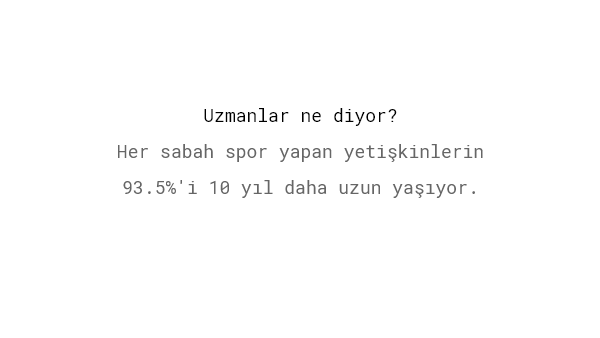 Uzmanlar ne diyor?
Her sabah spor yapan yetişkinlerin
93.5%'i 10 yıl daha uzun yaşıyor.